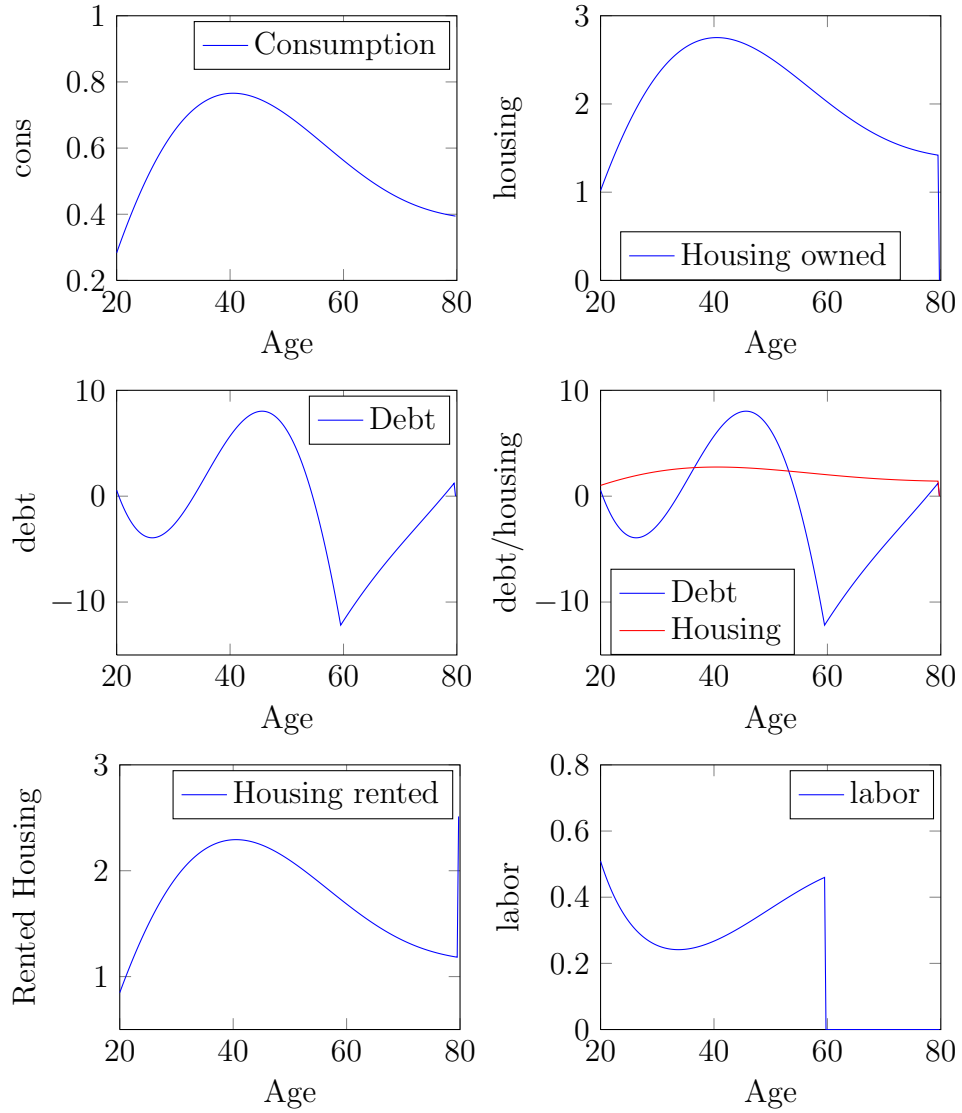 1
0.8
0.6
0.4
0.2
cons
Consumption
20 40 60 80
Age
3
2
1
0
housing
Housing owned
20 40 60 80
Age
10
0
−10
debt
Debt
20 40 60 80
Age
10
0
−10
debt/housing
Debt
Housing
20 40 60 80
Age
3
2
1
Rented Housing
Housing rented
20 40 60 80
Age
0.8
0.6
0.4
0.2
0
labor
labor
20 40 60 80
Age